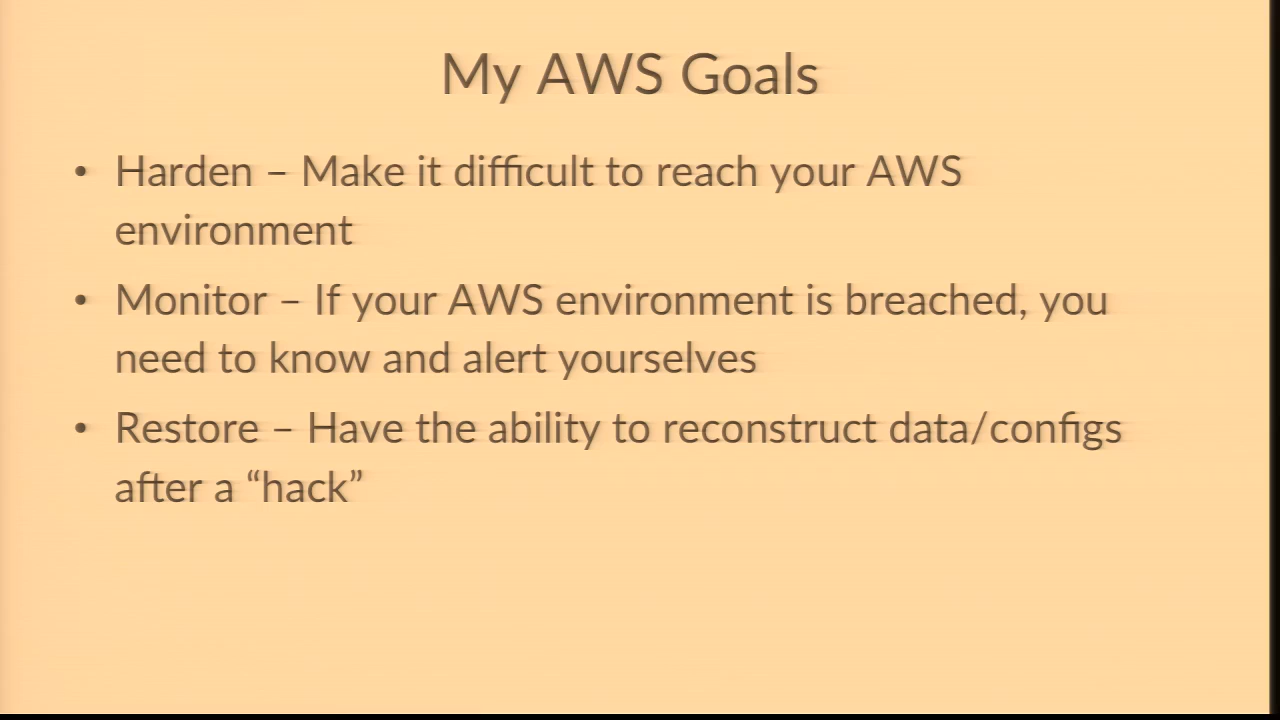 My AWS Goals
• Harden – Make it difficult to reach your AWS
environment
• Monitor – If your AWS environment is breached, you
need to know and alert yourselves
• Restore – Have the ability to reconstruct data/configs
after a “hack”